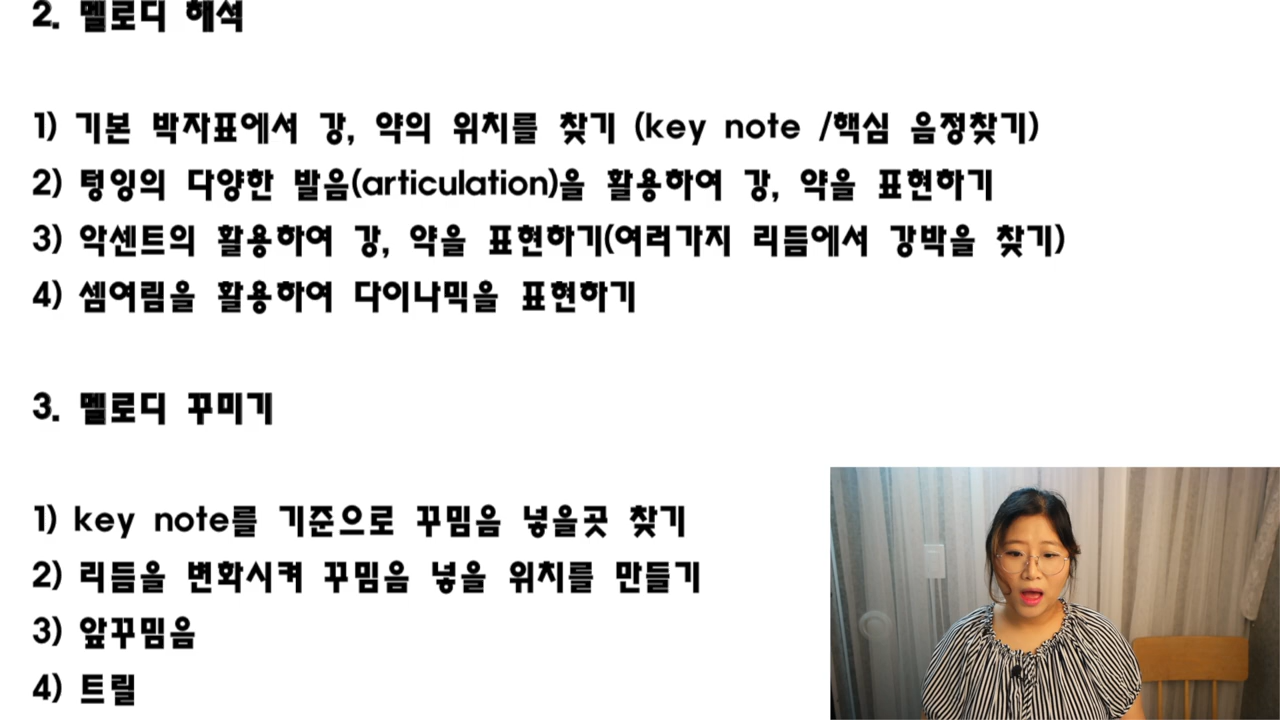 2. 멜로디 해석
1) 기본 박자표에서 강, 약의 위치를 찾기 (key note /핵심 음정찾기)
2) 텅잉의 다양한 발음(articulation)을 활용하여 강, 약을 표현하기
3) 악센트의 활용하여 강, 약을 표현하기(여러가지 리듬에서 강박을 찾기)
4) 셈여림을 활용하여 다이나믹을 표현하기
3. 멜로디 꾸미기
1) key note를 기준으로 꾸밈음 넣을곳 찾기
2) 리듬을 변화시켜 꾸밈음 넣을 위치를 만들기
3) 앞꾸밈음
4) 트릴